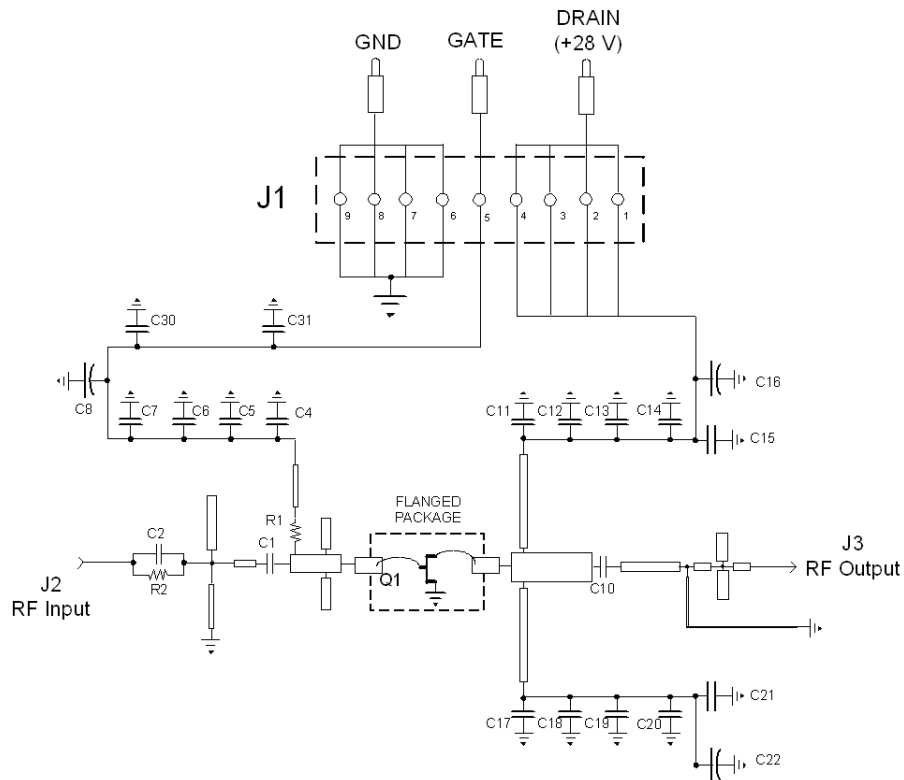 DRAIN
(+28 V)
GND
GATE
J1
9
8
7
6
5
4
3
2
1
C30
C31
C8
C16
C7
C6
C5
C4
C11
C12
C13
C14
C15
FLANGED
PACKAGE
R1
C2
C1
R2
Q1
C10
J2
RF Input
J3
RF Output
C21
C17
C18
C19
C20
C22